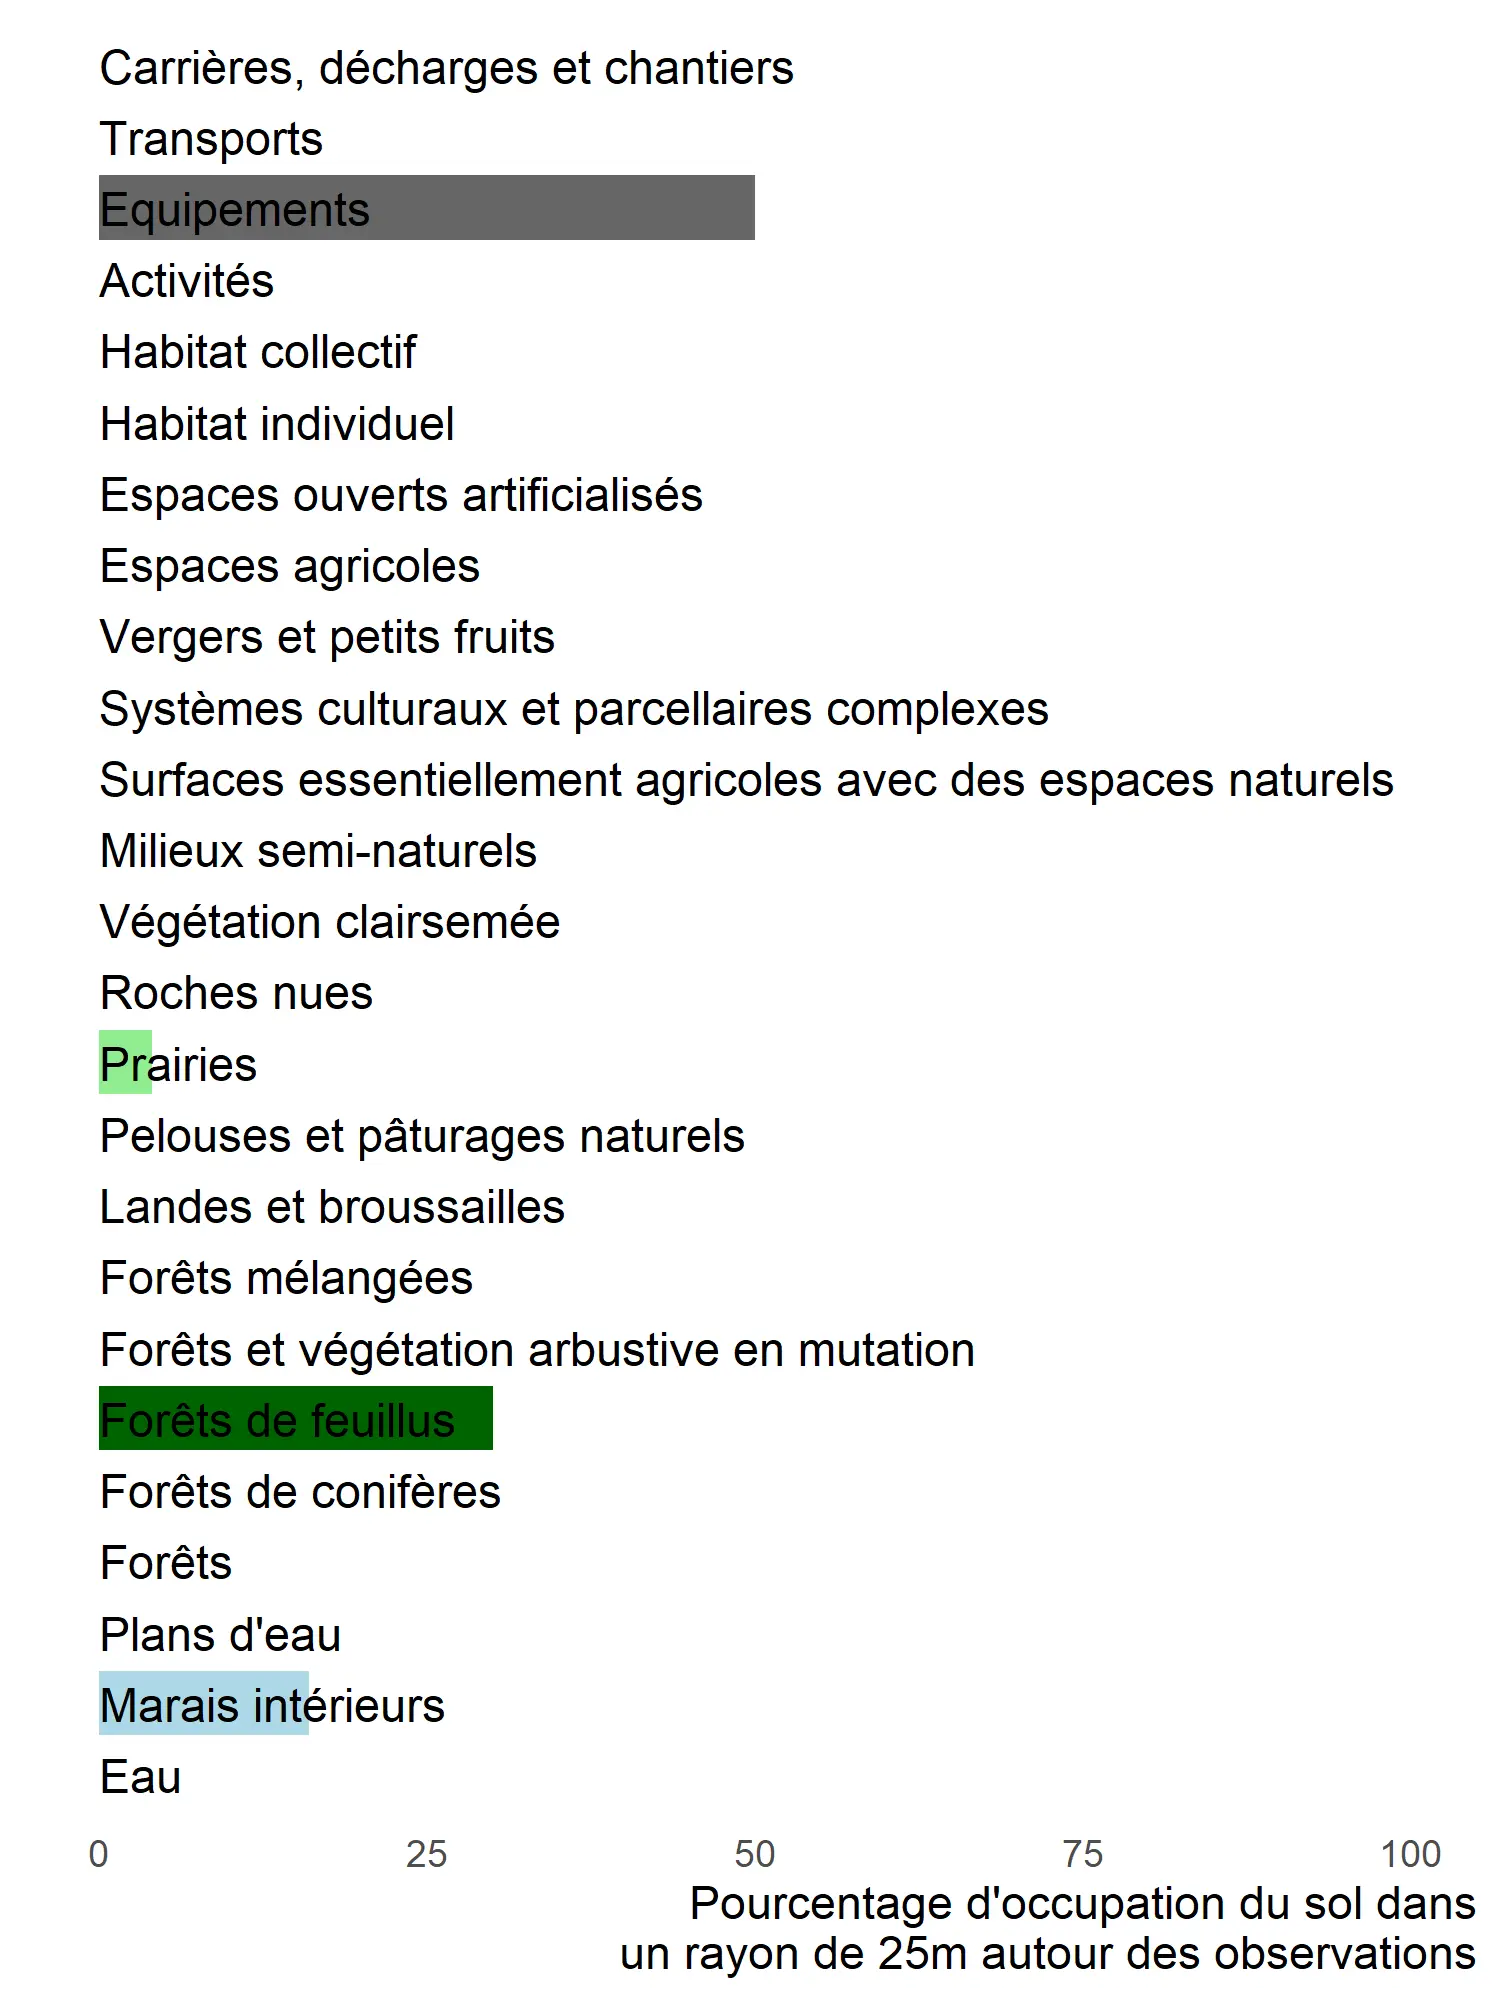 Carrières, décharges et chantiers
Transports
Equipements
Activités
Habitat collectif
Habitat individuel
Espaces ouverts artificialisés
Espaces agricoles
Vergers et petits fruits
Systèmes culturaux et parcellaires complexes
Surfaces essentiellement agricoles avec des espaces naturels
Milieux semi-naturels
Végétation clairsemée
Roches nues
Prairies
Pelouses et pâturages naturels
Landes et broussailles
Forêts mélangées
Forêts et végétation arbustive en mutation
Forêts de feuillus
Forêts de conifères
Forêts
Plans d'eau
Marais intérieurs
Eau
0 25 50 75 100
Pourcentage d'occupation du sol dans
un rayon de 25m autour des observations